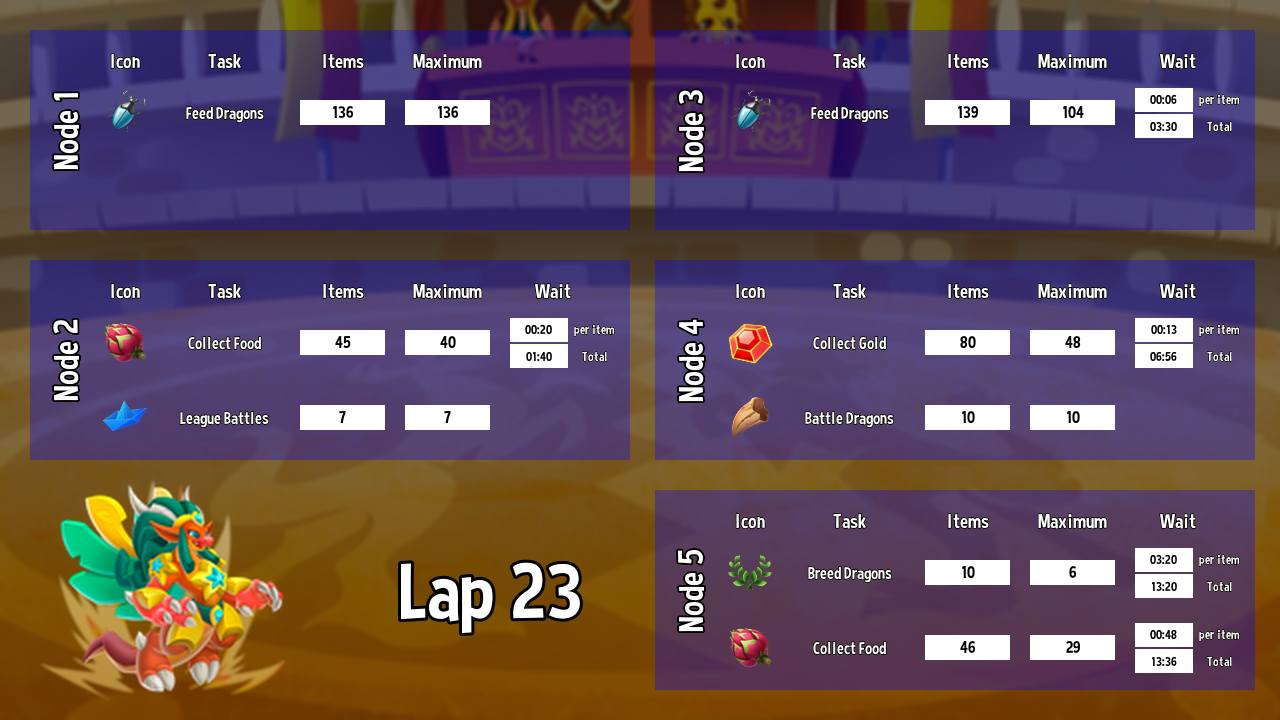 Node 1
Icon Task Items Maximum
Feed Dragons 136 136
Node 2
Icon Task Items Maximum Wait
Collect Food 45 40 00:20 per item
01:40 Total
League Battles 7 7
Node 3
Icon Task Items Maximum Wait
Feed Dragons 139 104 00:06 per item
03:30 Total
Node 4
Icon Task Items Maximum Wait
Collect Gold 80 48 00:13 per item
06:56 Total
Battle Dragons 10 10
Node 5
Icon Task Items Maximum Wait
Breed Dragons 10 6 03:20 per item
13:20 Total
Collect Food 46 29 00:48 per item
13:36 Total
Lap 23